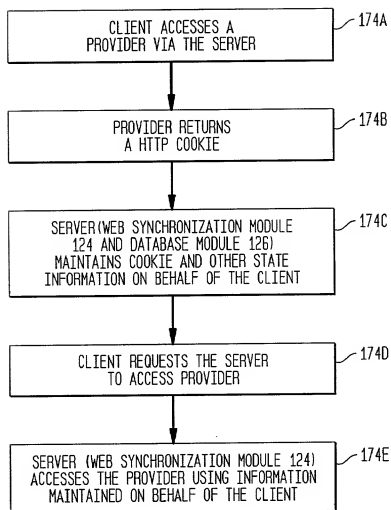 CLIENT ACCESSES A
PROVIDER VIA THE SERVER
174A
PROVIDER RETURNS
A HTTP COOKIE
174B
SERVER(WEB SYNCHRONIZATION MODULE
124 AND DATABASE MODULE 126)
MAINTAINS COOKIE AND OTHER STATE
INFORMATION ON BEHALF OF THE CLIENT
174C
CLIENT REQUESTS THE SERVER
TO ACCESS PROVIDER
174D
SERVER (WEB SYNCHRONIZATION MODULE 124)
ACCESSES THE PROVIDER USING INFORMATION
MAINTAINED ON BEHALF OF THE CLIENT
174E